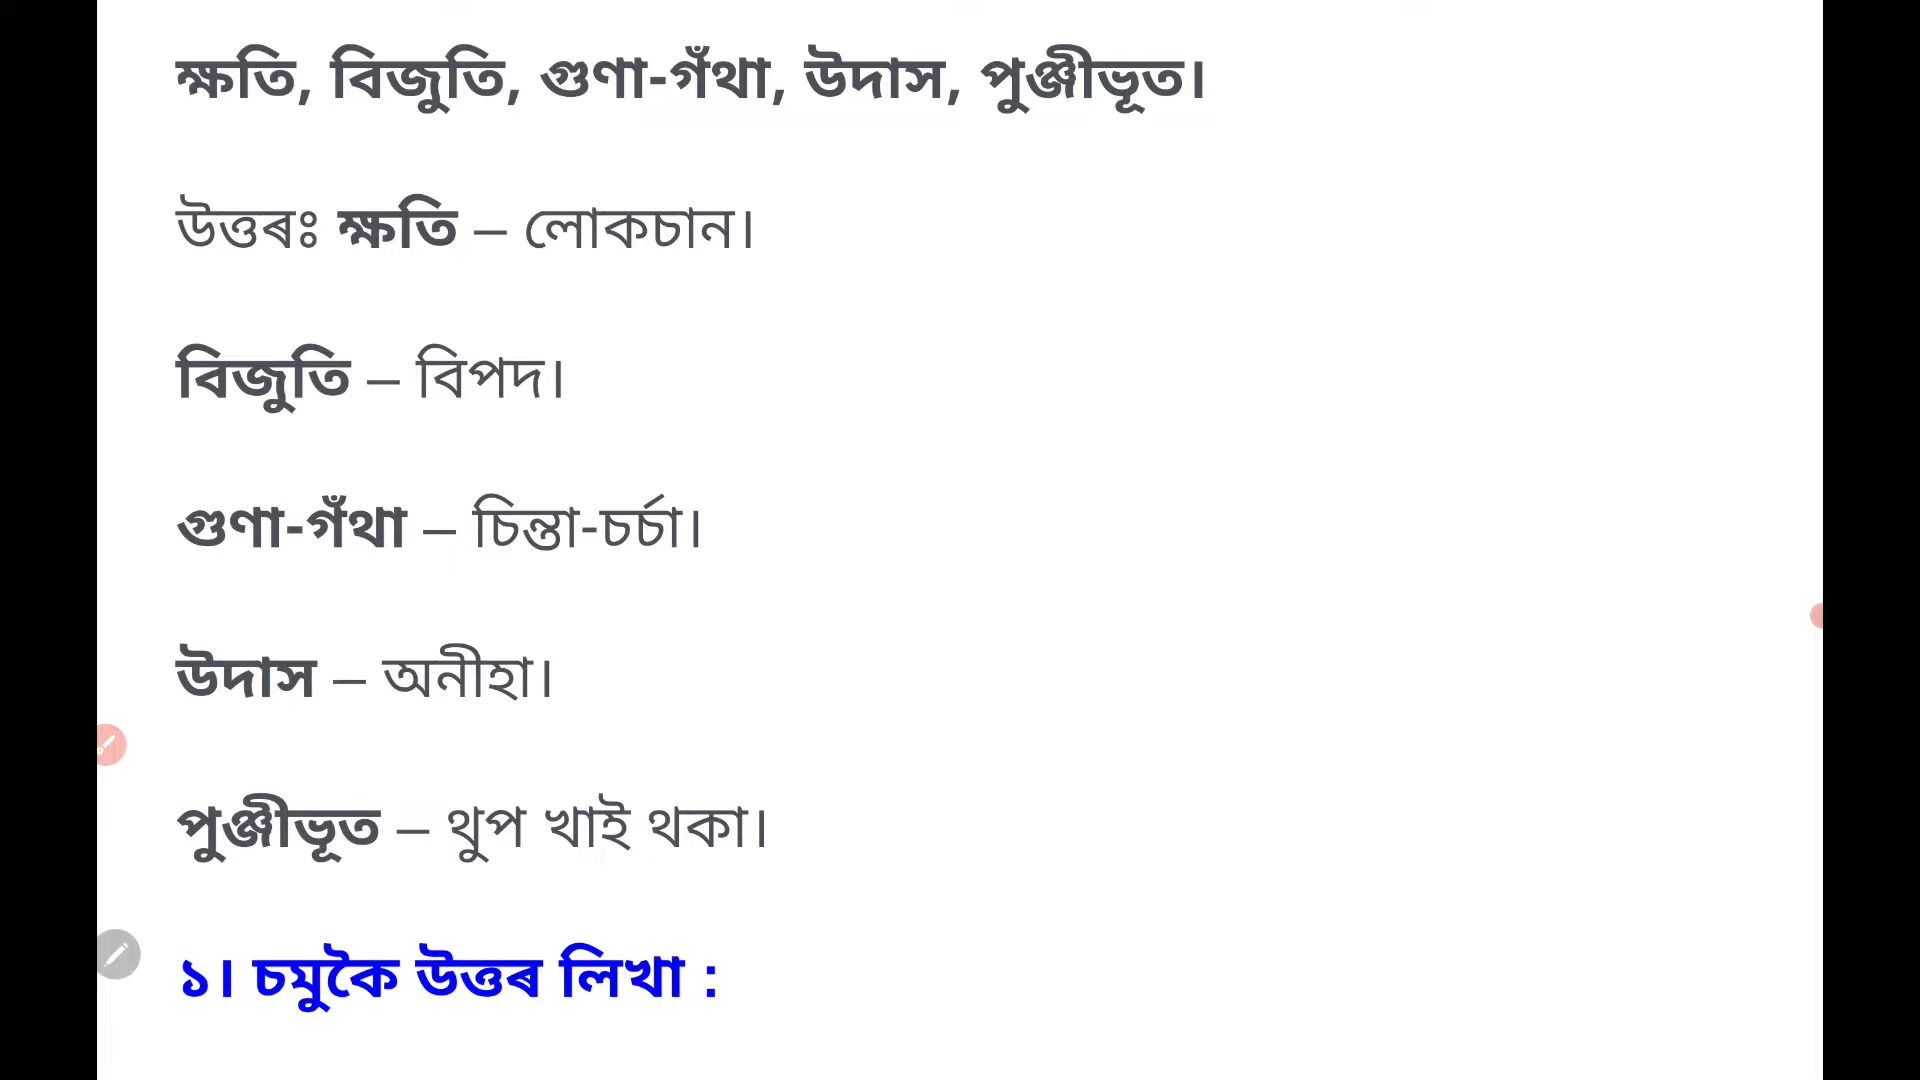 ক্ষতি, বিজুতি, গুণা-গঁথা, উদাস, পুঞ্জীভূত।
উত্তৰঃ ক্ষতি – লোকচান।
বিজুতি – বিপদ।
গুণা-গঁথা – চিন্তা-চৰ্চা।
উদাস – অনীহা।
পুঞ্জীভূত – থুপ খাই থকা।
১। চমুকৈ উত্তৰ লিখা :